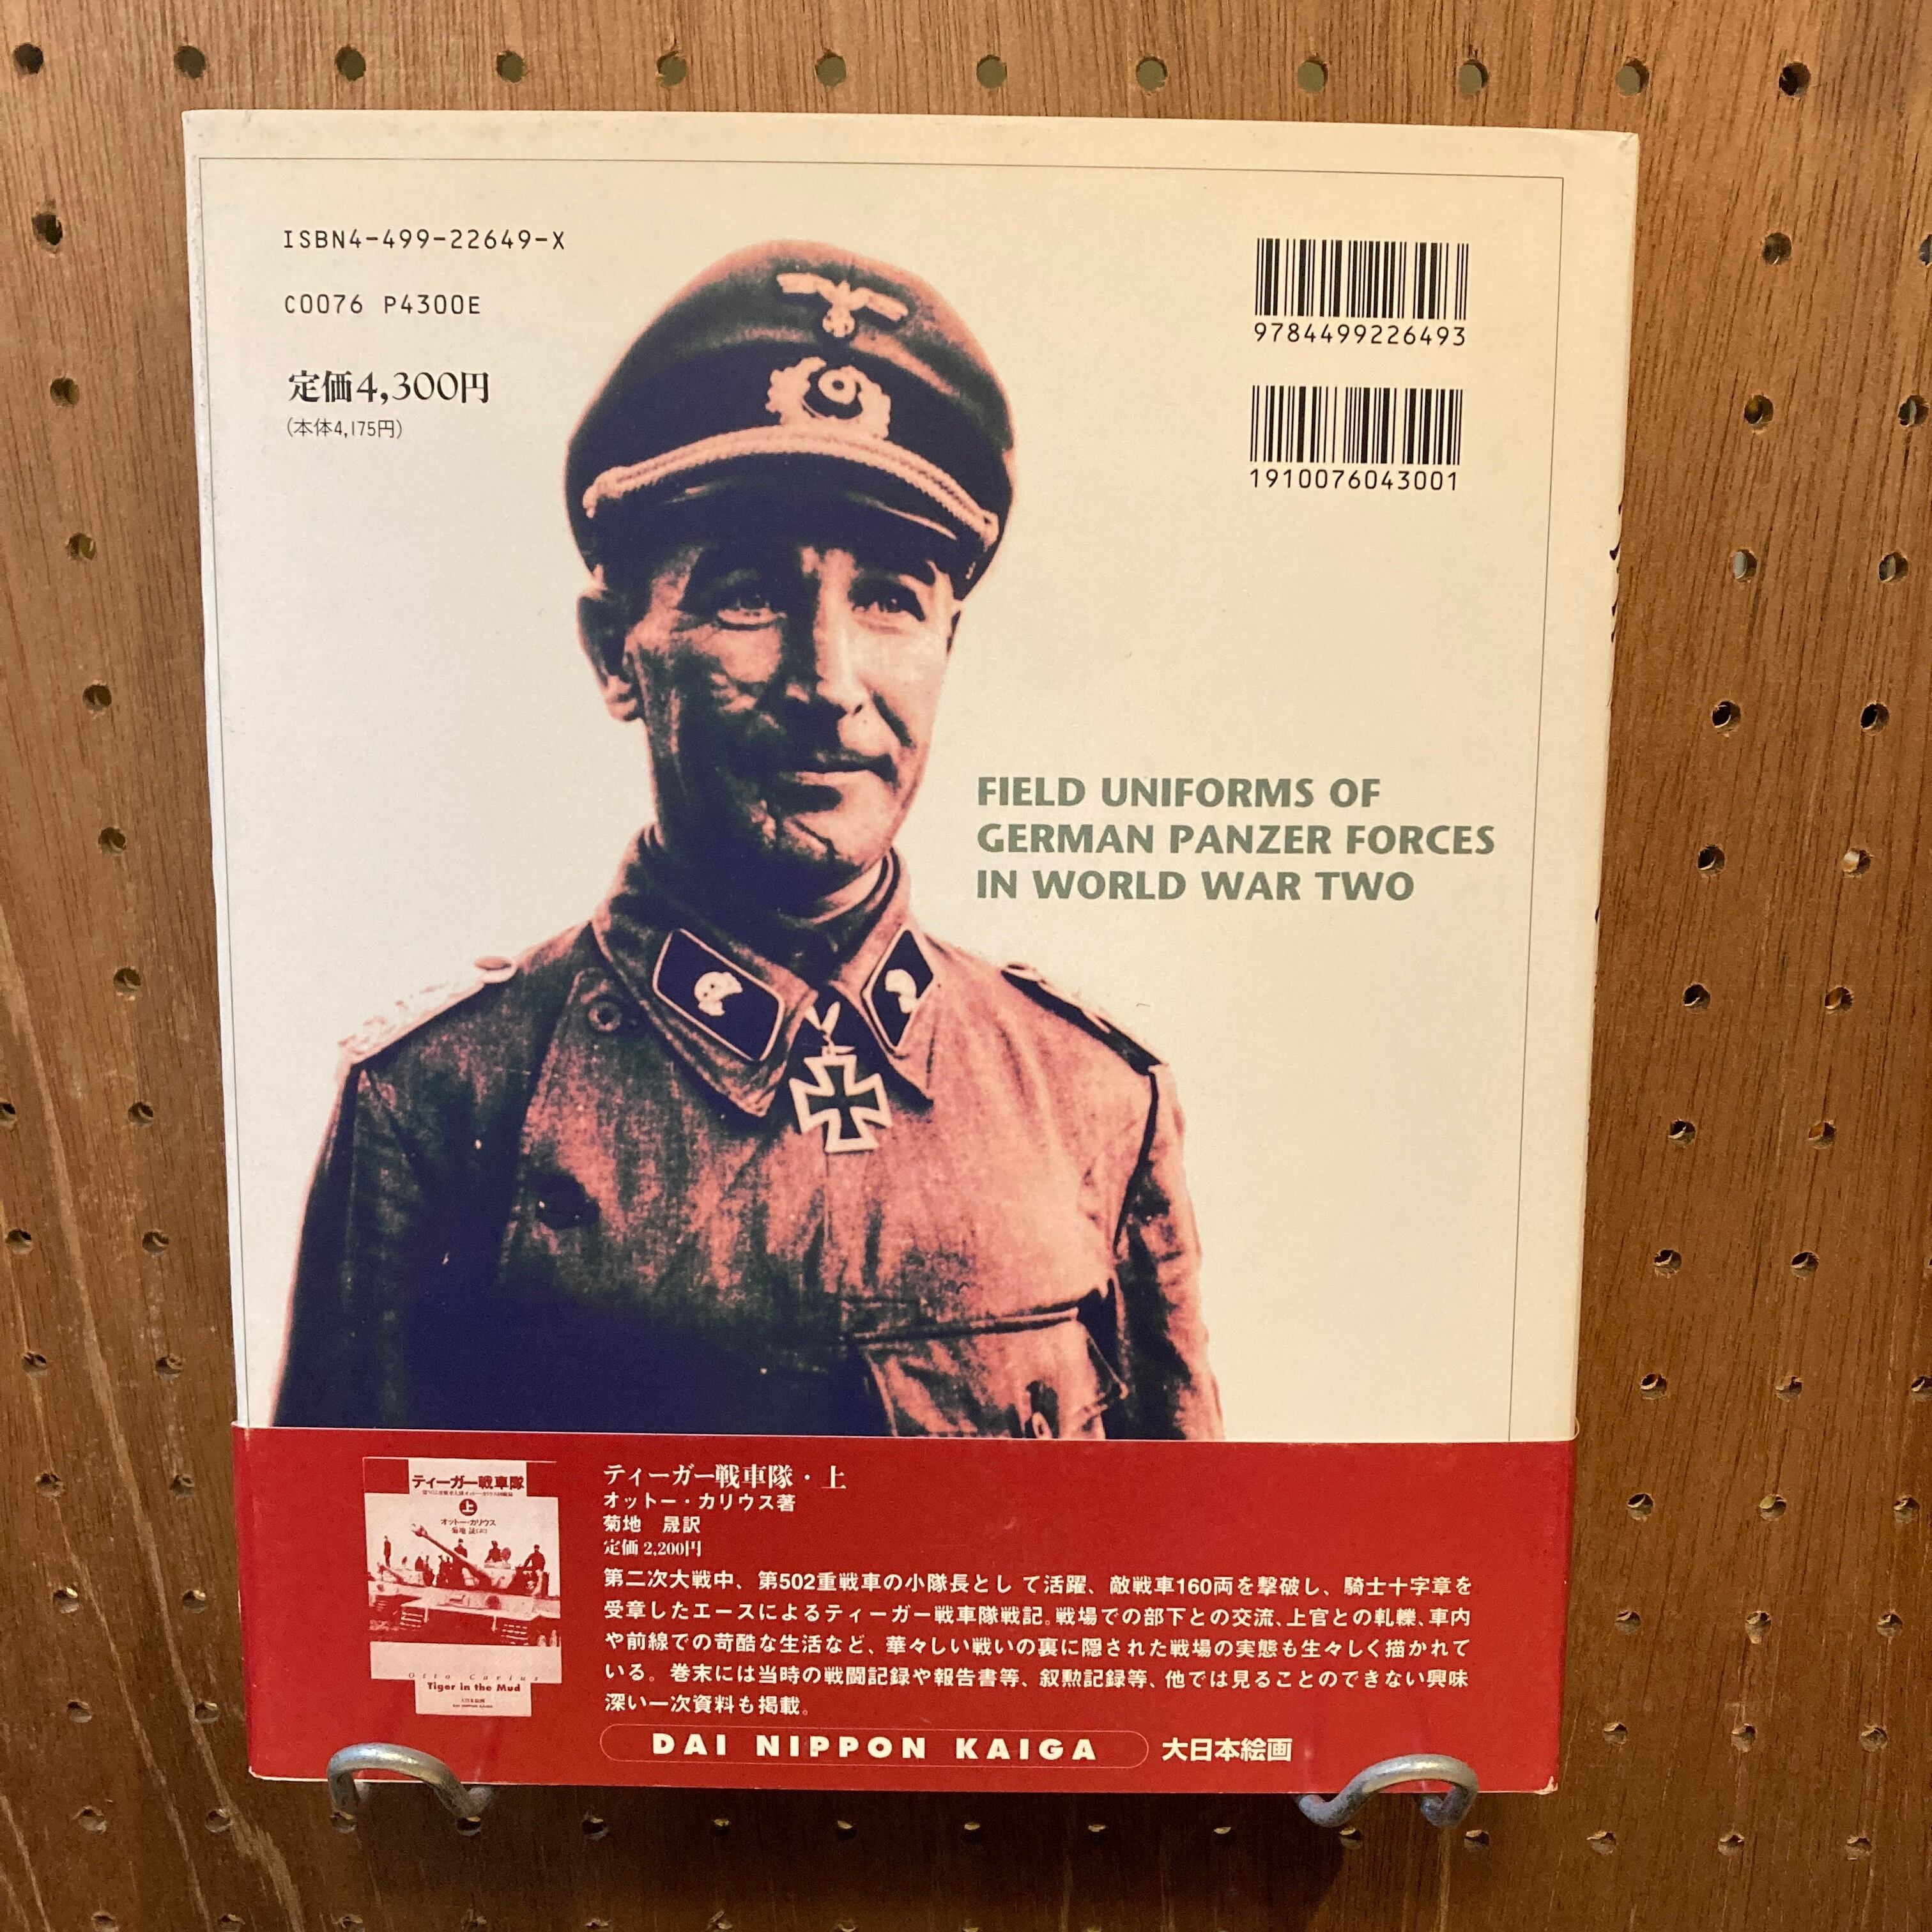 ISBN4-499-22649-X
C0076 P4300E
定価4,300円
(本体4,175円)
9784499226493
1910076043001
FIELD UNIFORMS OF
GERMAN PANZER FORCES
IN WORLD WAR TWO
ティーガー戦車隊
上
オットー・カリウス
Otto Carius
Tiger in the Mud
ティーガー戦車隊・上
オットー・カリウス著
菊地 晟訳
定価 2,200円
第二次大戦中、第502重戦車の小隊長とし て活躍、敵戦車160両を撃破し、騎士十字章を
受章したエースによるティーガー戦車隊戦記。戦場での部下との交流、上官との軋轢、車内
や前線での苛酷な生活など、華々しい戦いの裏に隠された戦場の実態も生々しく描かれて
いる。巻末には当時の戦闘記録や報告書等、叙勲記録等、他では見ることのできない興味
深い一次資料も掲載。
DAI NIPPON KAIGA 大日本絵画